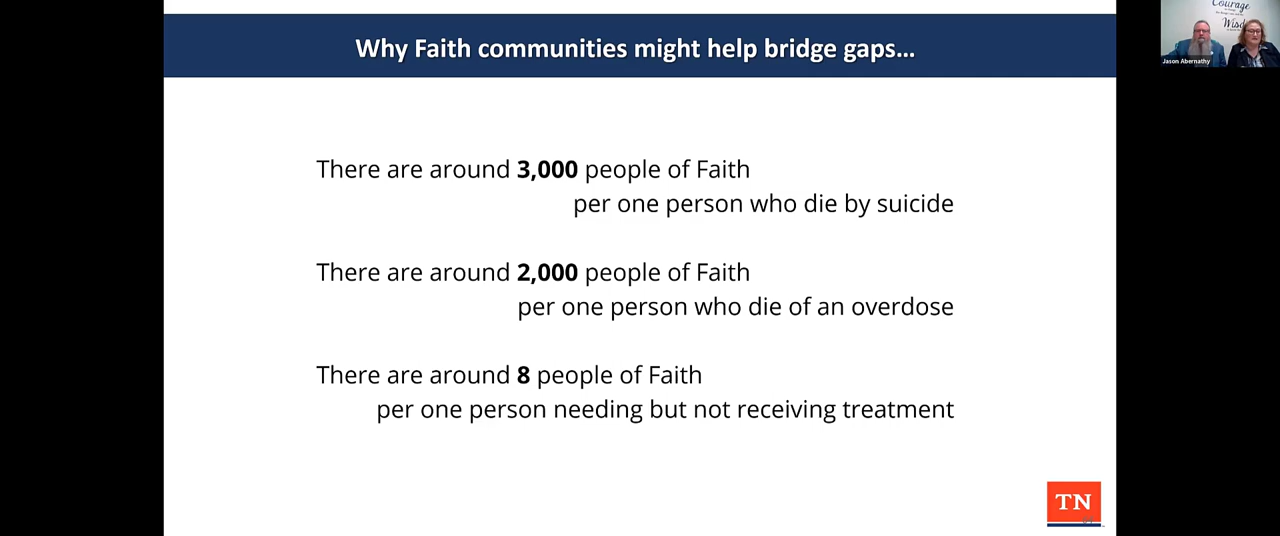 Why Faith communities might help bridge gaps...
Courage
Wisd
Jason Abernathy
There are around 3,000 people of Faith
per one person who die by suicide
There are around 2,000 people of Faith
per one person who die of an overdose
There are around 8 people of Faith
per one person needing but not receiving treatment
TN